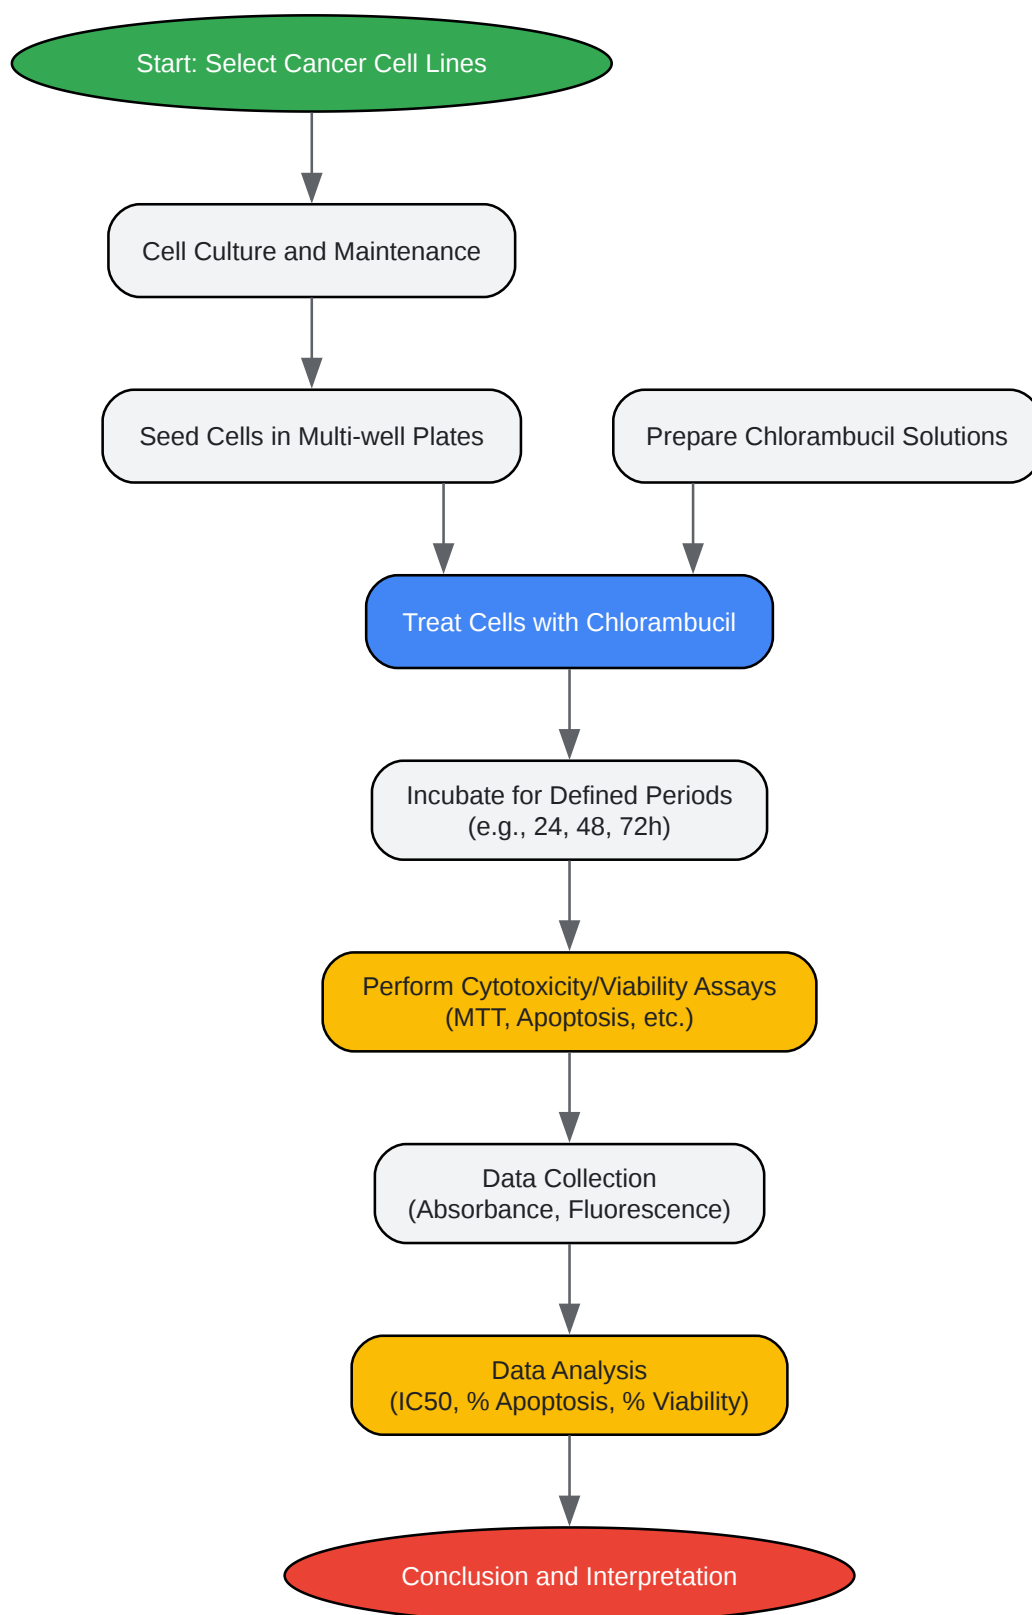 Start: Select Cancer Cell Lines
Cell Culture and Maintenance
Seed Cells in Multi-well Plates
Prepare Chlorambucil Solutions
Treat Cells with Chlorambucil
Incubate for Defined Periods
(e.g., 24, 48, 72h)
Perform Cytotoxicity/Viability Assays
(MTT, Apoptosis, etc.)
Data Collection
(Absorbance, Fluorescence)
Data Analysis
(IC50, % Apoptosis, % Viability)
Conclusion and Interpretation